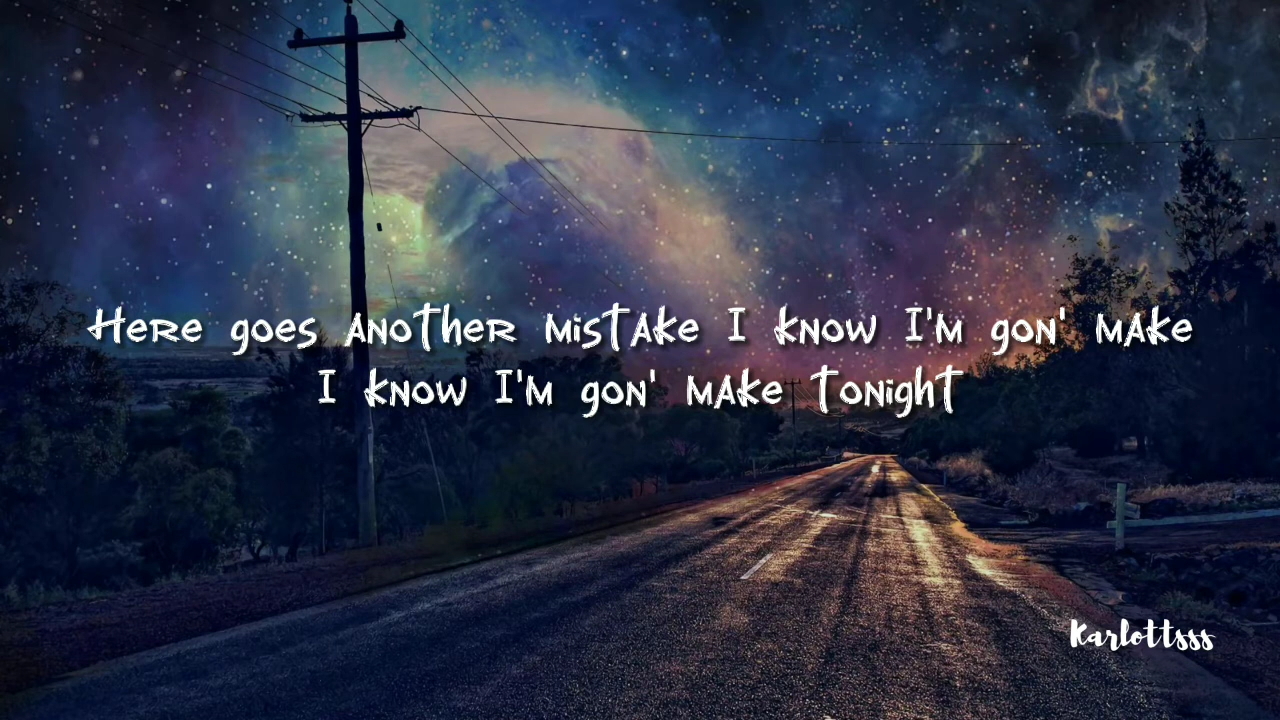 Here goes another mistake I know I'm gon' make
I know I'm gon' make tonight
Karlottsss